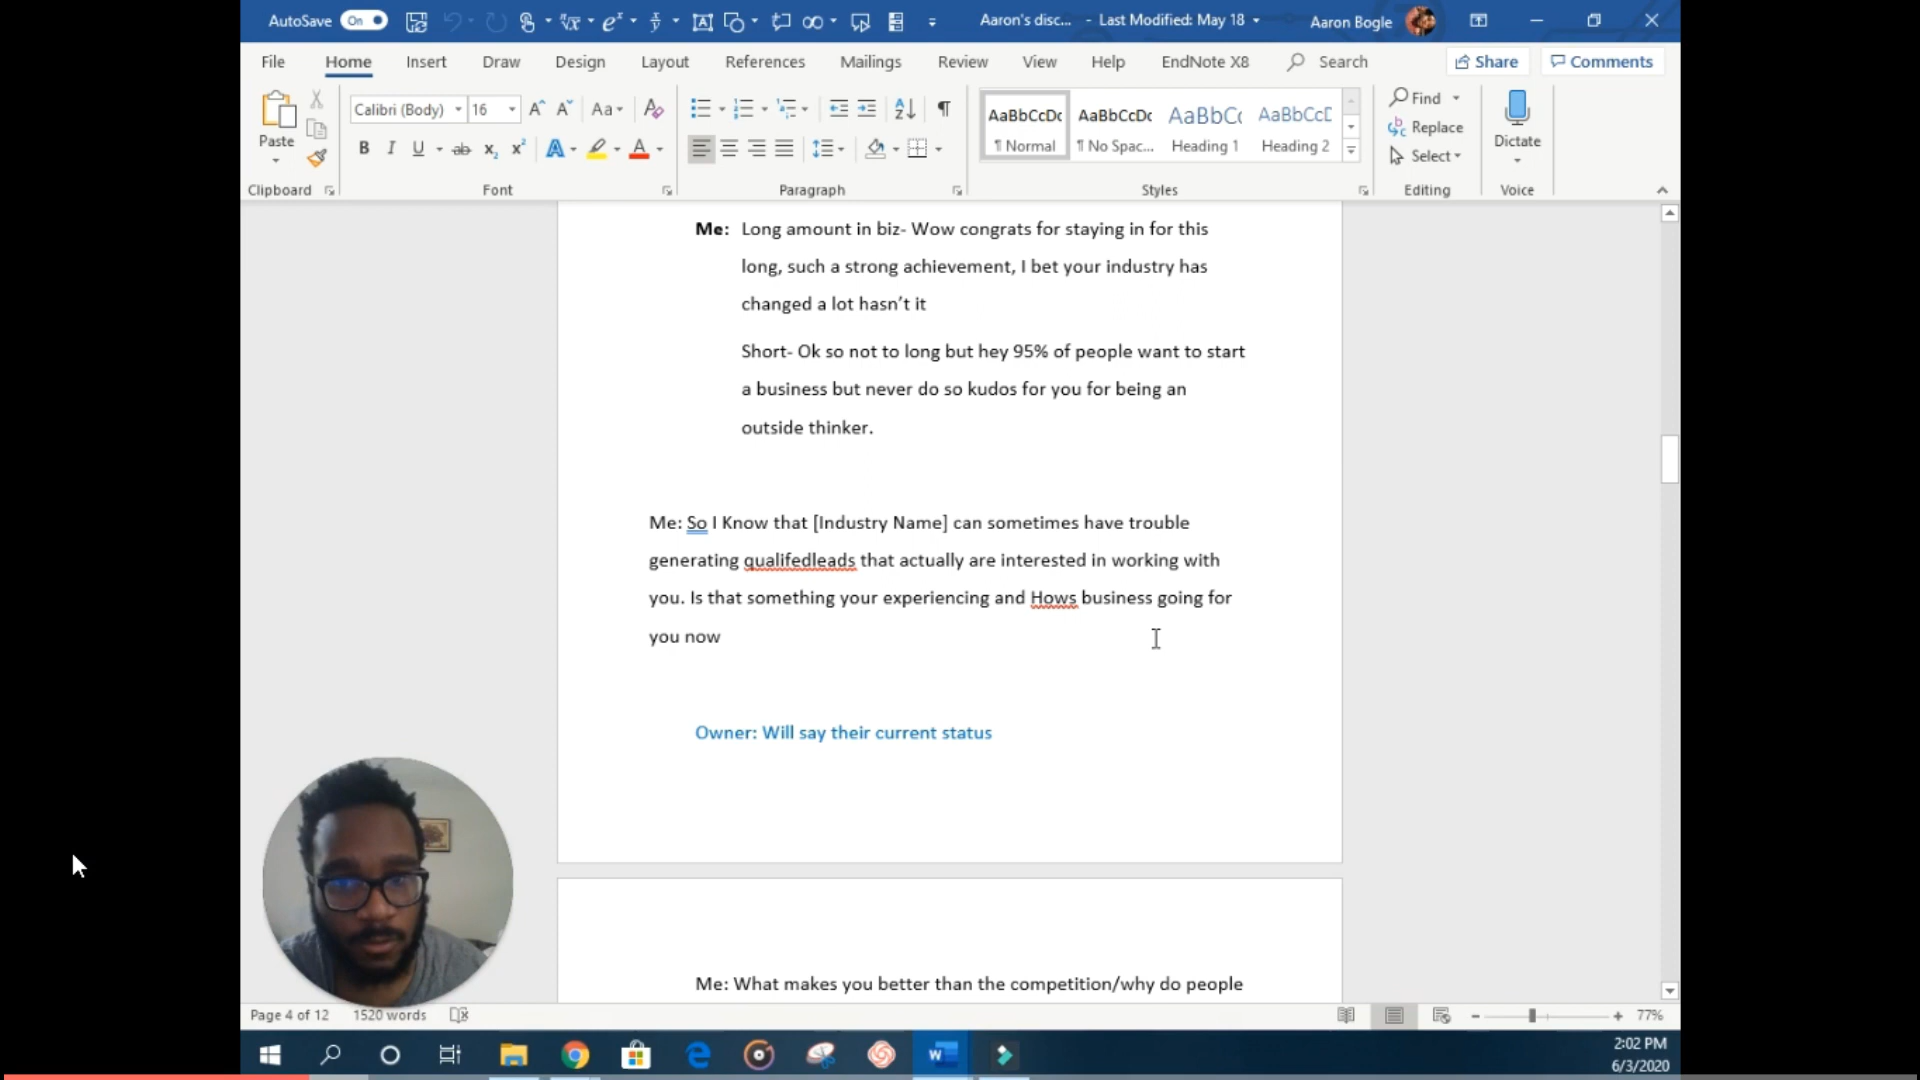 AutoSave On Aaron's disc... - Last Modified: May 18 Aaron Bogle
File Home Insert Draw Design Layout References Mailings Review View Help EndNote X8 Search Share Comments
Paste
Calibri (Body) 16 Aa
AaBbCcDc AaBbCcDc AaBbCc AaBbCcE
¶ Normal ¶ No Spac... Heading 1 Heading 2
Find
Replace
Select
Dictate
B I U ab x₂ x² A A
Clipboard Font Paragraph Styles Editing Voice
Me: Long amount in biz- Wow congrats for staying in for this
long, such a strong achievement, I bet your industry has
changed a lot hasn’t it
Short- Ok so not to long but hey 95% of people want to start
a business but never do so kudos for you for being an
outside thinker.
Me: So I Know that [Industry Name] can sometimes have trouble
generating qualifedleads that actually are interested in working with
you. Is that something your experiencing and Hows business going for
you now
Owner: Will say their current status
Me: What makes you better than the competition/why do people
Page 4 of 12 1520 words 77%
2:02 PM
6/3/2020